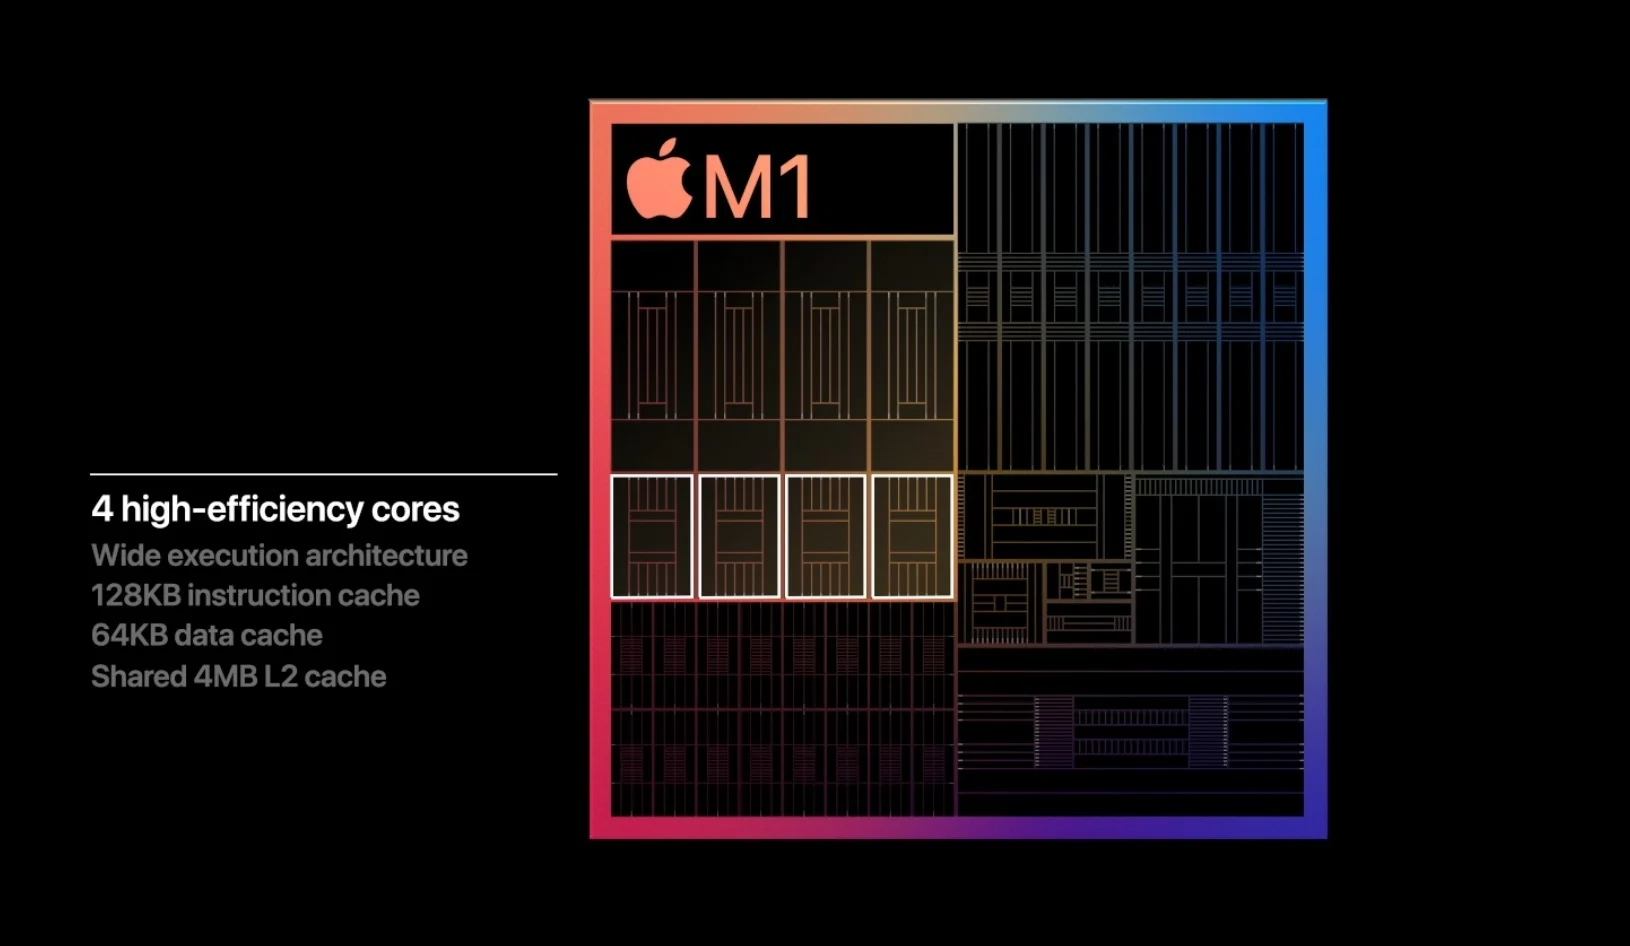 M1
4 high-efficiency cores
Wide execution architecture
128KB instruction cache
64KB data cache
Shared 4MB L2 cache